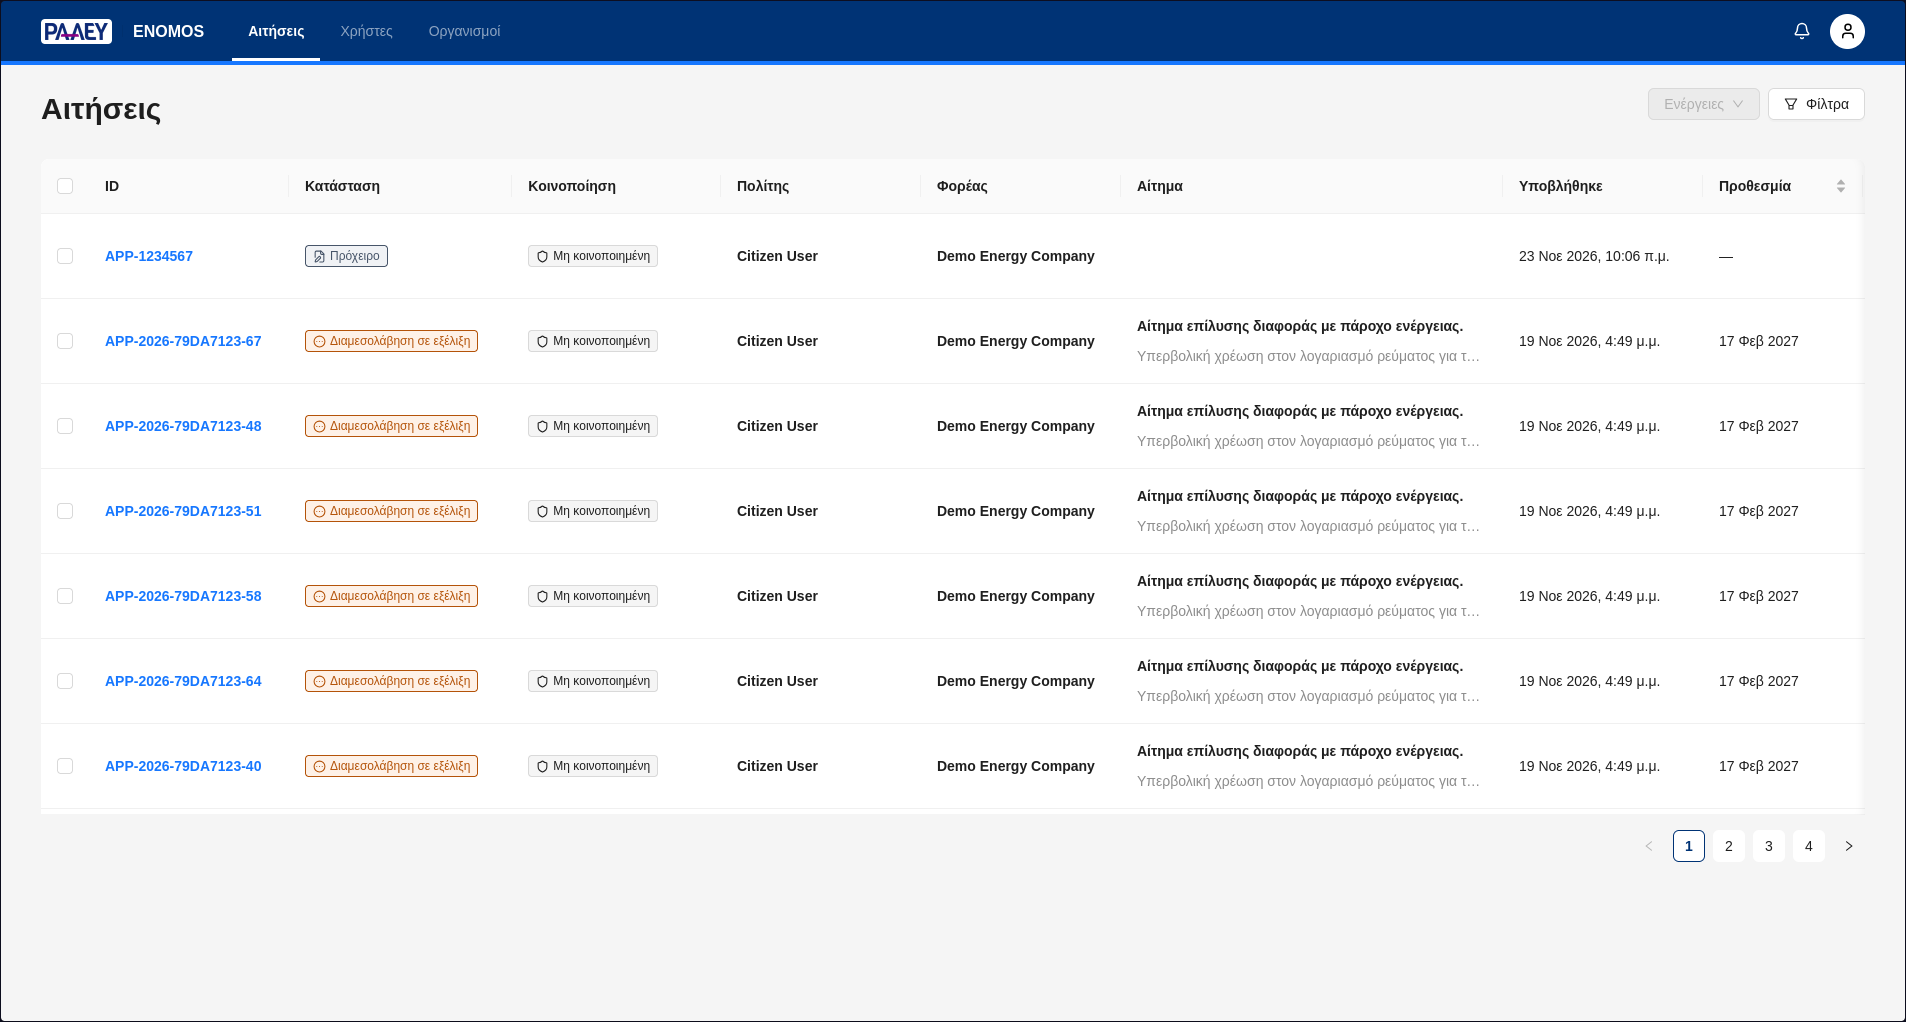 ΡΑΑΕΥ ENOMOS Αιτήσεις Χρήστες Οργανισμοί
Αιτήσεις
Ενέργειες Φίλτρα
ID Κατάσταση Κοινοποίηση Πολίτης Φορέας Αίτημα Υποβλήθηκε Προθεσμία
APP-1234567 Πρόχειρο Μη κοινοποιημένη Citizen User Demo Energy Company 23 Νοε 2026, 10:06 π.μ. —
APP-2026-79DA7123-67 Διαμεσολάβηση σε εξέλιξη Μη κοινοποιημένη Citizen User Demo Energy Company Αίτημα επίλυσης διαφοράς με πάροχο ενέργειας. 19 Νοε 2026, 4:49 μ.μ. 17 Φεβ 2027
Υπερβολική χρέωση στον λογαριασμό ρεύματος για τ…
APP-2026-79DA7123-48 Διαμεσολάβηση σε εξέλιξη Μη κοινοποιημένη Citizen User Demo Energy Company Αίτημα επίλυσης διαφοράς με πάροχο ενέργειας. 19 Νοε 2026, 4:49 μ.μ. 17 Φεβ 2027
Υπερβολική χρέωση στον λογαριασμό ρεύματος για τ…
APP-2026-79DA7123-51 Διαμεσολάβηση σε εξέλιξη Μη κοινοποιημένη Citizen User Demo Energy Company Αίτημα επίλυσης διαφοράς με πάροχο ενέργειας. 19 Νοε 2026, 4:49 μ.μ. 17 Φεβ 2027
Υπερβολική χρέωση στον λογαριασμό ρεύματος για τ…
APP-2026-79DA7123-58 Διαμεσολάβηση σε εξέλιξη Μη κοινοποιημένη Citizen User Demo Energy Company Αίτημα επίλυσης διαφοράς με πάροχο ενέργειας. 19 Νοε 2026, 4:49 μ.μ. 17 Φεβ 2027
Υπερβολική χρέωση στον λογαριασμό ρεύματος για τ…
APP-2026-79DA7123-64 Διαμεσολάβηση σε εξέλιξη Μη κοινοποιημένη Citizen User Demo Energy Company Αίτημα επίλυσης διαφοράς με πάροχο ενέργειας. 19 Νοε 2026, 4:49 μ.μ. 17 Φεβ 2027
Υπερβολική χρέωση στον λογαριασμό ρεύματος για τ…
APP-2026-79DA7123-40 Διαμεσολάβηση σε εξέλιξη Μη κοινοποιημένη Citizen User Demo Energy Company Αίτημα επίλυσης διαφοράς με πάροχο ενέργειας. 19 Νοε 2026, 4:49 μ.μ. 17 Φεβ 2027
Υπερβολική χρέωση στον λογαριασμό ρεύματος για τ…
1 2 3 4